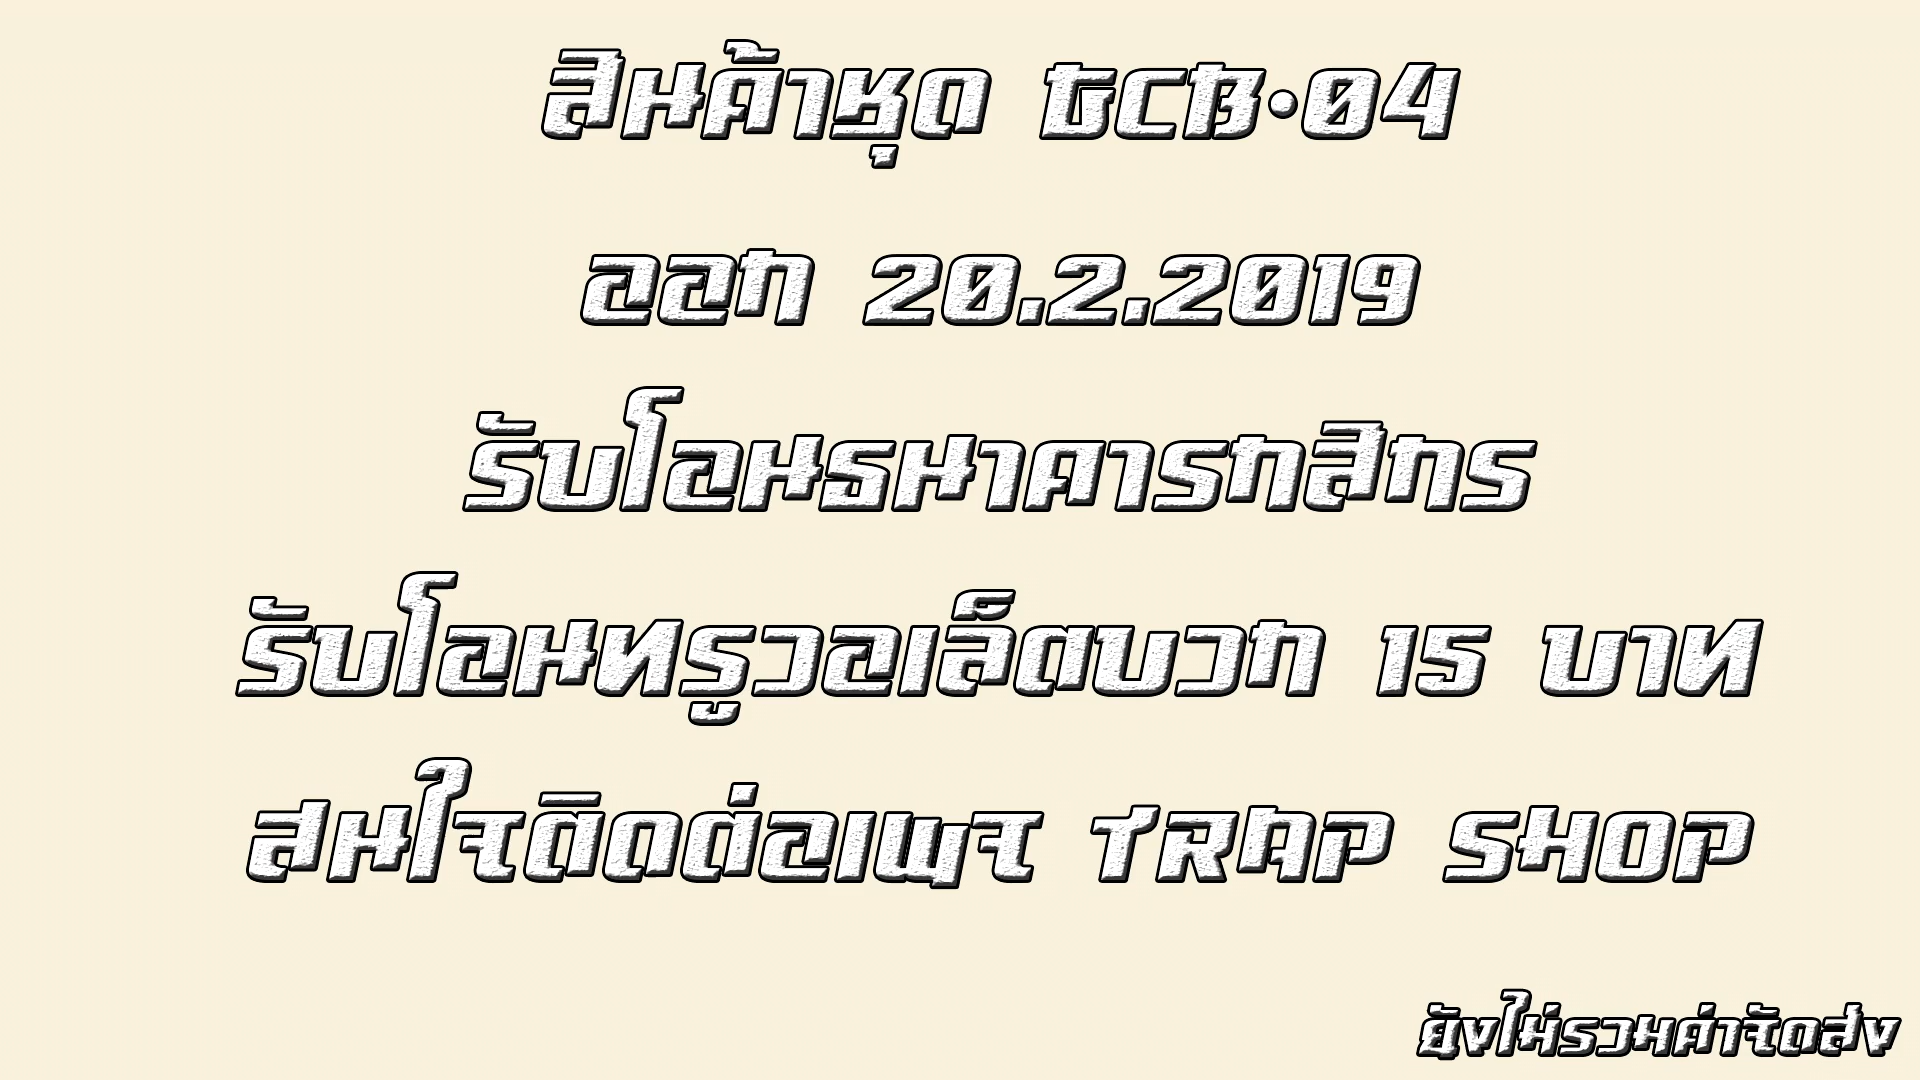 สินค้าชุด BCB•04
ออก 20.2.2019
รับโอนธนาคารกสิกร
รับโอนทรูวอเล็ตบวก 15 บาท
สนใจติดต่อเพจ TRAP SHOP
ยังไม่รวมค่าจัดส่ง